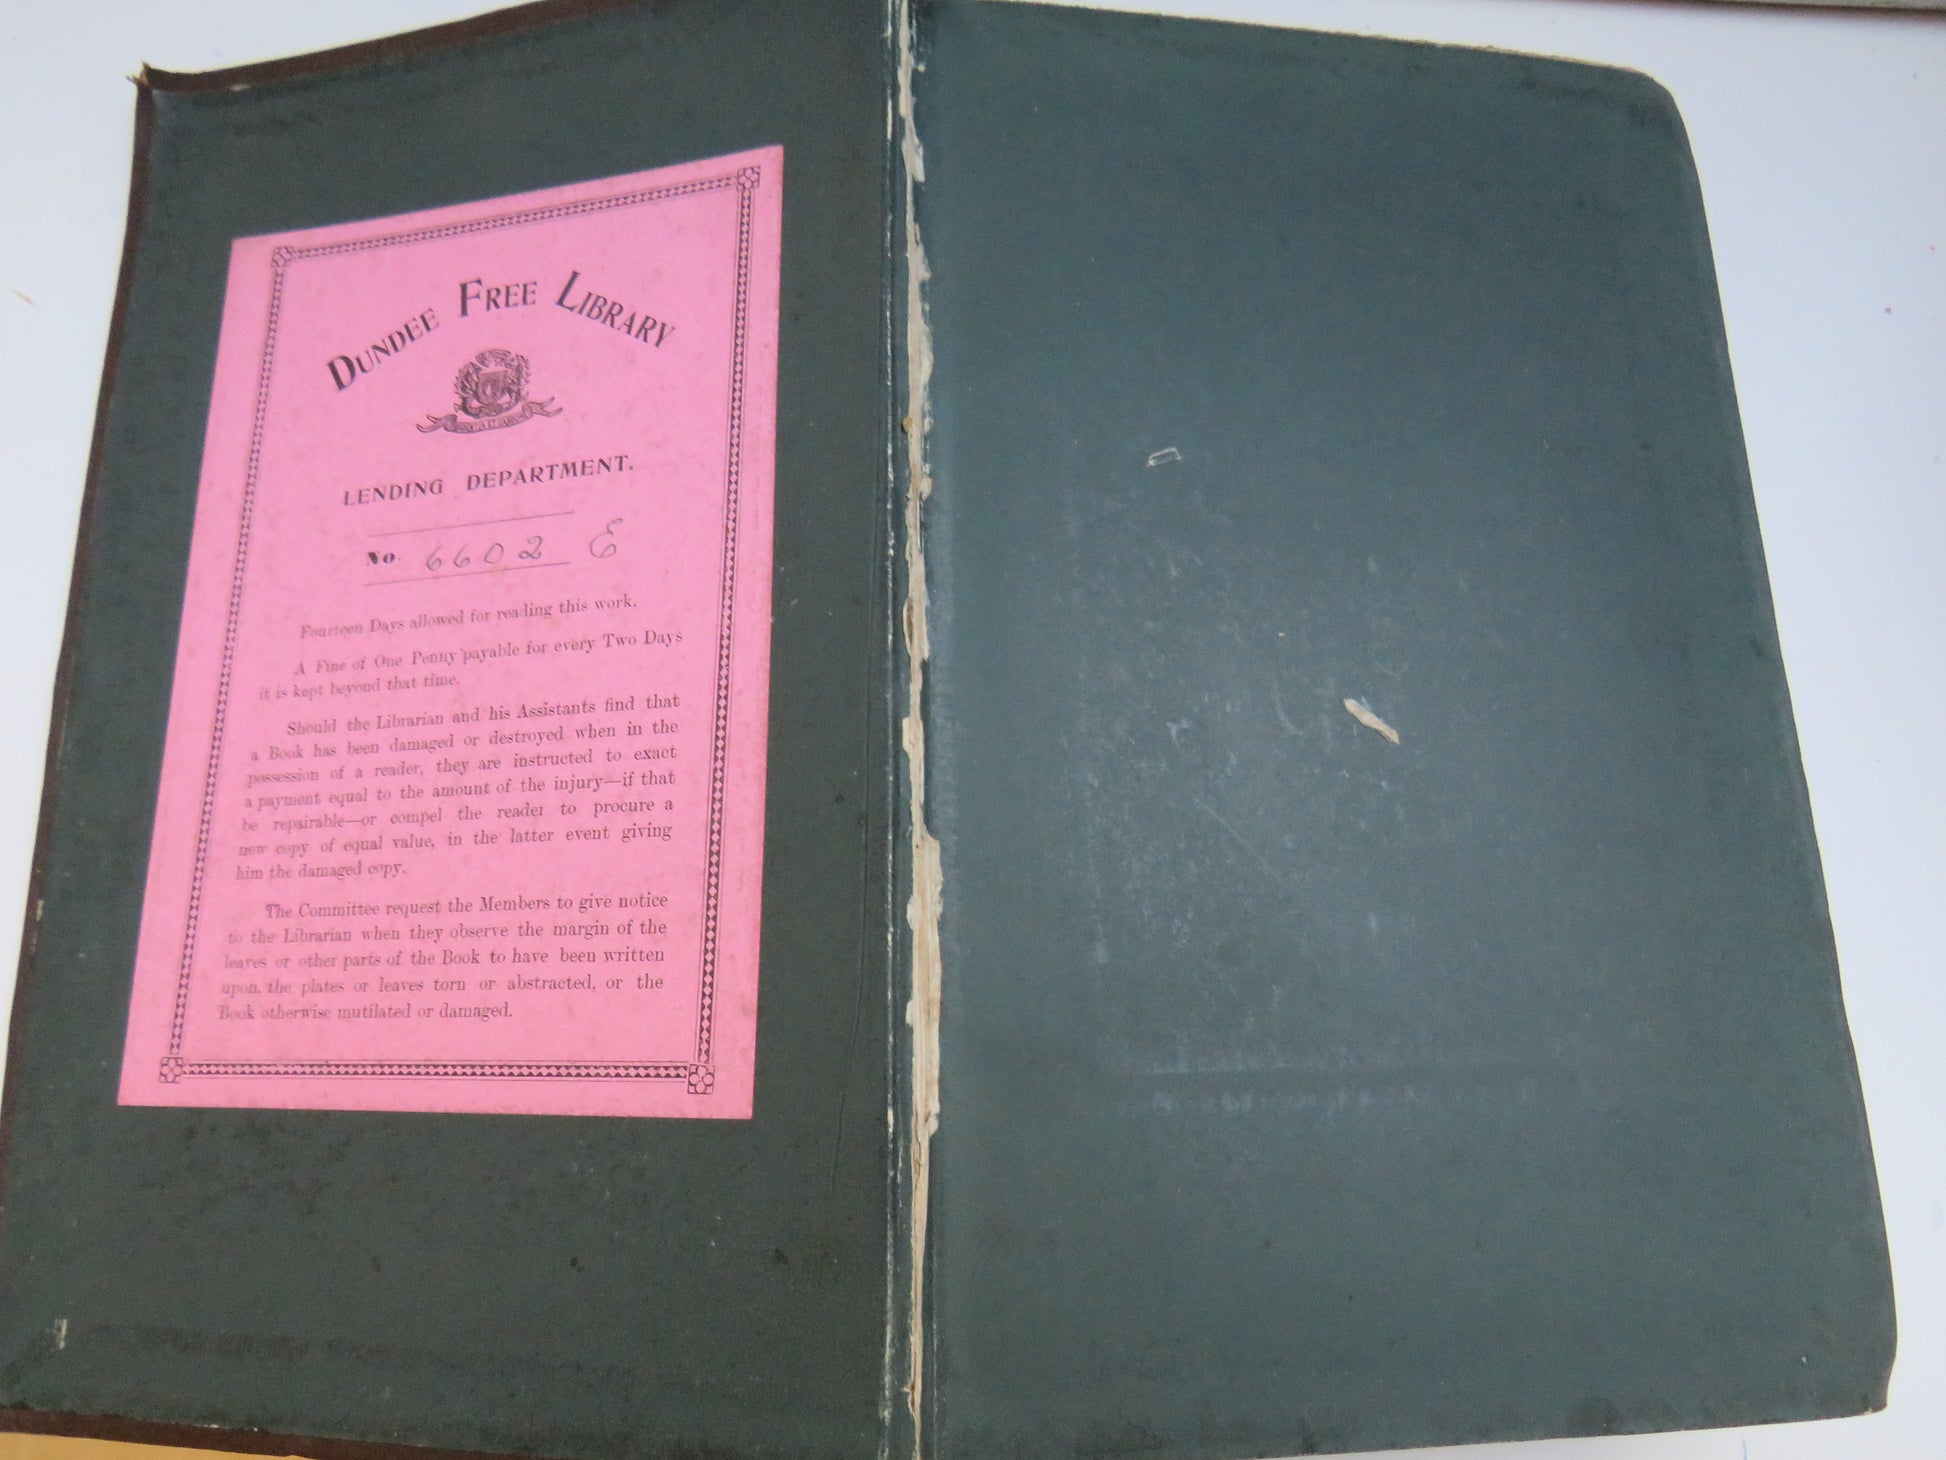 DUNDEE FREE LIBRARY
LENDING DEPARTMENT.
No. 6602 E
Fourteen Days allowed for reading this work.
A Fine of One Penny payable for every Two Days
it is kept beyond that time.
Should the Librarian and his Assistants find that
a Book has been damaged or destroyed when in the
possession of a reader, they are instructed to exact
a payment equal to the amount of the injury—if that
be repairable—or compel the reader to procure a
new copy of equal value, in the latter event giving
him the damaged copy.
The Committee request the Members to give notice
to the Librarian when they observe the margin of the
leaves or other parts of the Book to have been written
upon, the plates or leaves torn or abstracted, or the
Book otherwise mutilated or damaged.